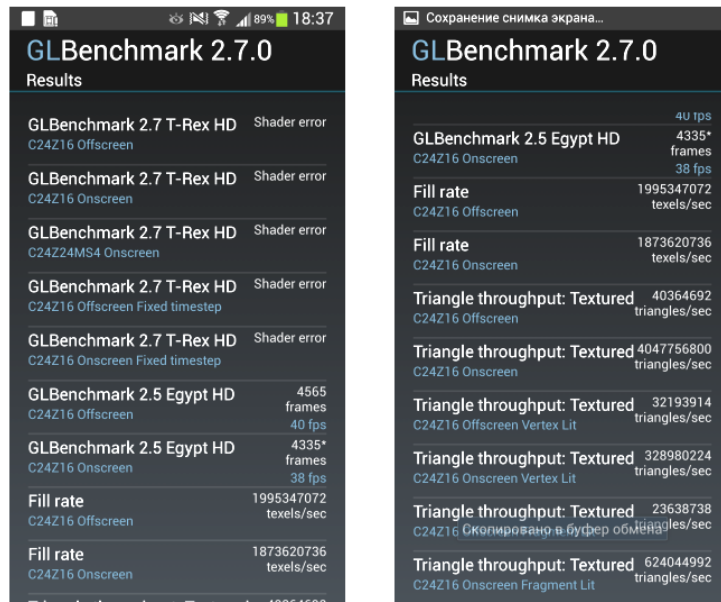 89% 18:37
GLBenchmark 2.7.0
Results
GLBenchmark 2.7 T-Rex HD Shader error
C24Z16 Offscreen
GLBenchmark 2.7 T-Rex HD Shader error
C24Z16 Onscreen
GLBenchmark 2.7 T-Rex HD Shader error
C24Z24MS4 Onscreen
GLBenchmark 2.7 T-Rex HD Shader error
C24Z16 Offscreen Fixed timestep
GLBenchmark 2.7 T-Rex HD Shader error
C24Z16 Onscreen Fixed timestep
GLBenchmark 2.5 Egypt HD 4565
C24Z16 Offscreen frames
40 fps
GLBenchmark 2.5 Egypt HD 4335*
C24Z16 Onscreen frames
38 fps
Fill rate 1995347072
C24Z16 Offscreen texels/sec
Fill rate 1873620736
C24Z16 Onscreen texels/sec
Сохранение снимка экрана...
GLBenchmark 2.7.0
Results
40 fps
GLBenchmark 2.5 Egypt HD 4335*
C24Z16 Onscreen frames
38 fps
Fill rate 1995347072
C24Z16 Offscreen texels/sec
Fill rate 1873620736
C24Z16 Onscreen texels/sec
Triangle throughput: Textured 40364692
C24Z16 Offscreen triangles/sec
Triangle throughput: Textured 4047756800
C24Z16 Onscreen triangles/sec
Triangle throughput: Textured 32193914
C24Z16 Offscreen Vertex Lit triangles/sec
Triangle throughput: Textured 328980224
C24Z16 Onscreen Vertex Lit triangles/sec
Triangle throughput: Textured 23638738
C24Z16 triangles/sec
Скопировано в буфер обмена
Triangle throughput: Textured 624044992
C24Z16 Onscreen Fragment Lit triangles/sec